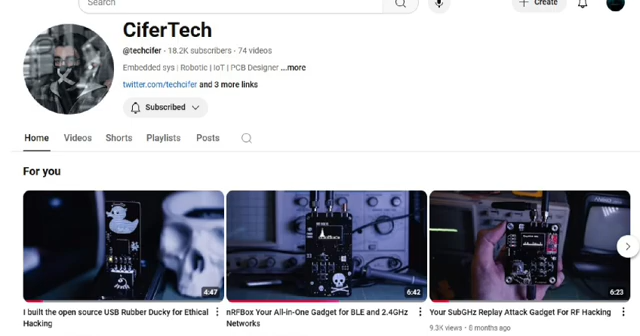 Search
Create
CiferTech
@techcifer · 18.2K subscribers · 74 videos
Embedded sys | Robotic | IoT | PCB Designer ...more
twitter.com/techcifer and 3 more links
Subscribed
Home Videos Shorts Playlists Posts
For you
4:47
6:42
6:23
I built the open source USB Rubber Ducky for Ethical
Hacking
nRFBox Your All-in-One Gadget for BLE and 2.4GHz
Networks
Your SubGHz Replay Attack Gadget For RF Hacking
9.3K views · 6 months ago